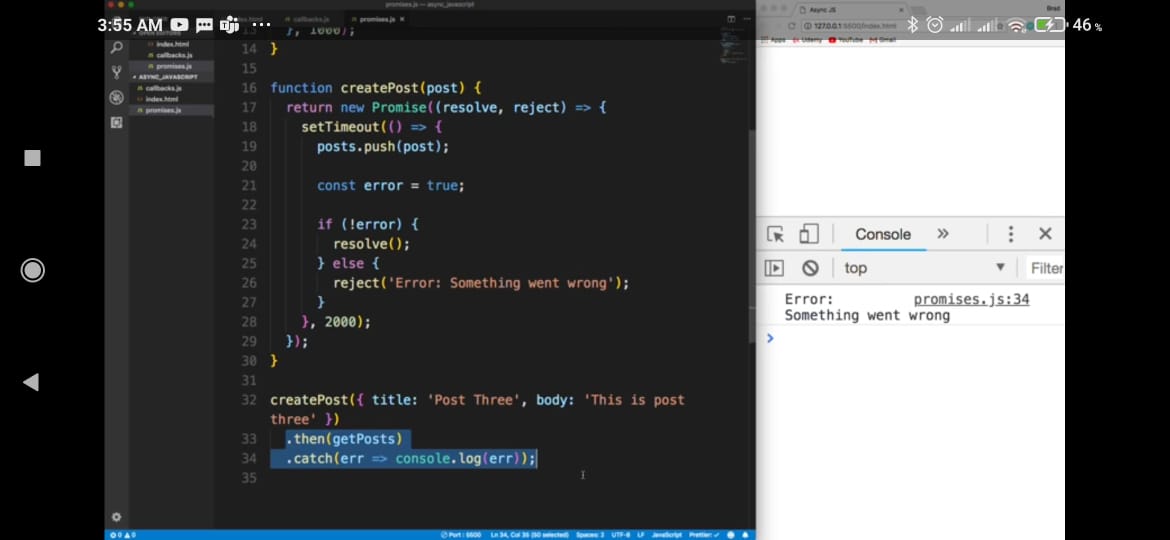 3:55 AM
46%
promises.js — async_javascript
callbacks.js
promises.js
index.html
callbacks.js
promises.js
ASYNC_JAVASCRIPT
callbacks.js
index.html
promises.js
13 }, 1000);
14 }
15
16 function createPost(post) {
17 return new Promise((resolve, reject) => {
18 setTimeout(() => {
19 posts.push(post);
20
21 const error = true;
22
23 if (!error) {
24 resolve();
25 } else {
26 reject('Error: Something went wrong');
27 }
28 }, 2000);
29 });
30 }
31
32 createPost({ title: 'Post Three', body: 'This is post
three' })
33 .then(getPosts)
34 .catch(err => console.log(err));
35
0 0
Port : 5500 Ln 34, Col 35 (50 selected) Spaces: 2 UTF-8 LF JavaScript Prettier: ✓
Async JS
Brad
127.0.0.1:5500/index.html
Apps Udemy YouTube Gmail
Console »
top
Filter
Error: promises.js:34
Something went wrong
>